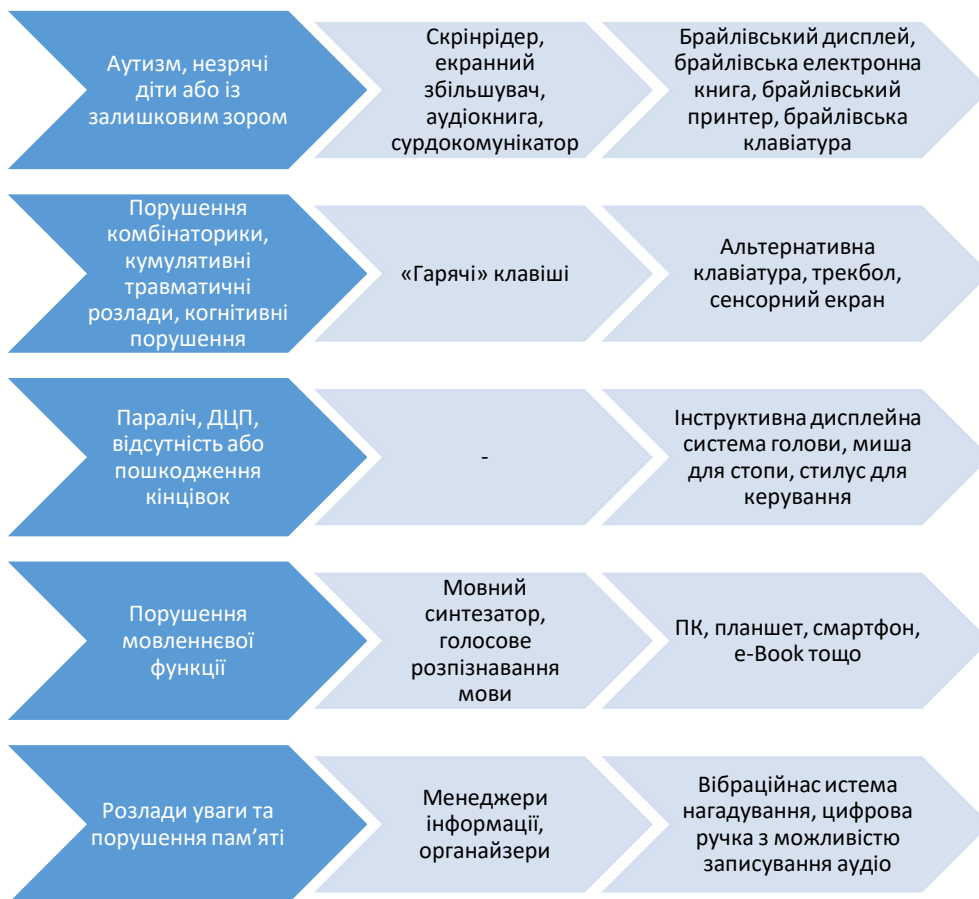 Аутизм, незрячі
діти або із
залишковим зором
Скрінрідер,
екранний
збільшувач,
аудіокнига,
сурдокомунікатор
Брайлівський дисплей,
брайлівська електронна
книга, брайлівський
принтер, брайлівська
клавіатура
Порушення
комбінаторики,
кумулятивні
травматичні
розлади, когнітивні
порушення
«Гарячі» клавіші
Альтернативна
клавіатура, трекбол,
сенсорний екран
Параліч, ДЦП,
відсутність або
пошкодження
кінцівок
-
Інструктивна дисплейна
система голови, миша
для стопи, стилус для
керування
Порушення
мовленнєвої
функції
Мовний
синтезатор,
голосове
розпізнавання
мови
ПК, планшет, смартфон,
e-Book тощо
Розлади уваги та
порушення пам’яті
Менеджери
інформації,
органайзери
Вібраційнас истема
нагадування, цифрова
ручка з можливістю
записування аудіо